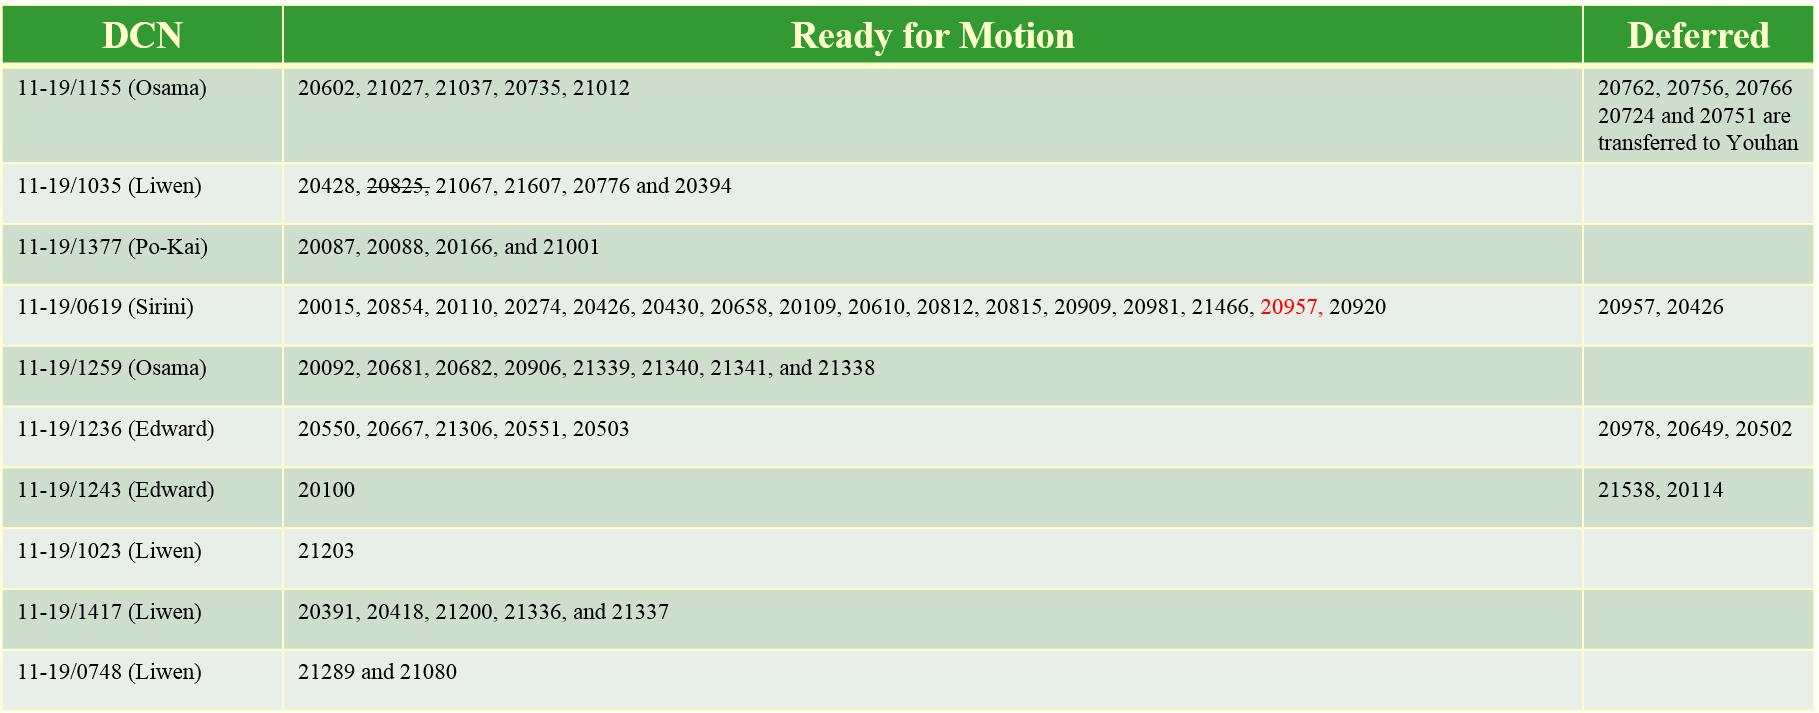 DCN Ready for Motion Deferred
11-19/1155 (Osama) 20602, 21027, 21037, 20735, 21012 20762, 20756, 20766
20724 and 20751 are
transferred to Youhan
11-19/1035 (Liwen) 20428, 20825, 21067, 21607, 20776 and 20394
11-19/1377 (Po-Kai) 20087, 20088, 20166, and 21001
11-19/0619 (Sirini) 20015, 20854, 20110, 20274, 20426, 20430, 20658, 20109, 20610, 20812, 20815, 20909, 20981, 21466, 20957, 20920 20957, 20426
11-19/1259 (Osama) 20092, 20681, 20682, 20906, 21339, 21340, 21341, and 21338
11-19/1236 (Edward) 20550, 20667, 21306, 20551, 20503 20978, 20649, 20502
11-19/1243 (Edward) 20100 21538, 20114
11-19/1023 (Liwen) 21203
11-19/1417 (Liwen) 20391, 20418, 21200, 21336, and 21337
11-19/0748 (Liwen) 21289 and 21080